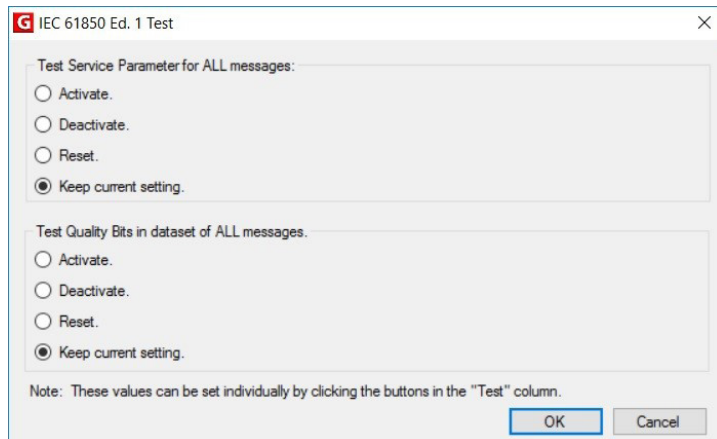 G IEC 61850 Ed. 1 Test
Test Service Parameter for ALL messages:
Activate.
Deactivate.
Reset.
Keep current setting.
Test Quality Bits in dataset of ALL messages.
Activate.
Deactivate.
Reset.
Keep current setting.
Note: These values can be set individually by clicking the buttons in the "Test" column.
OK Cancel